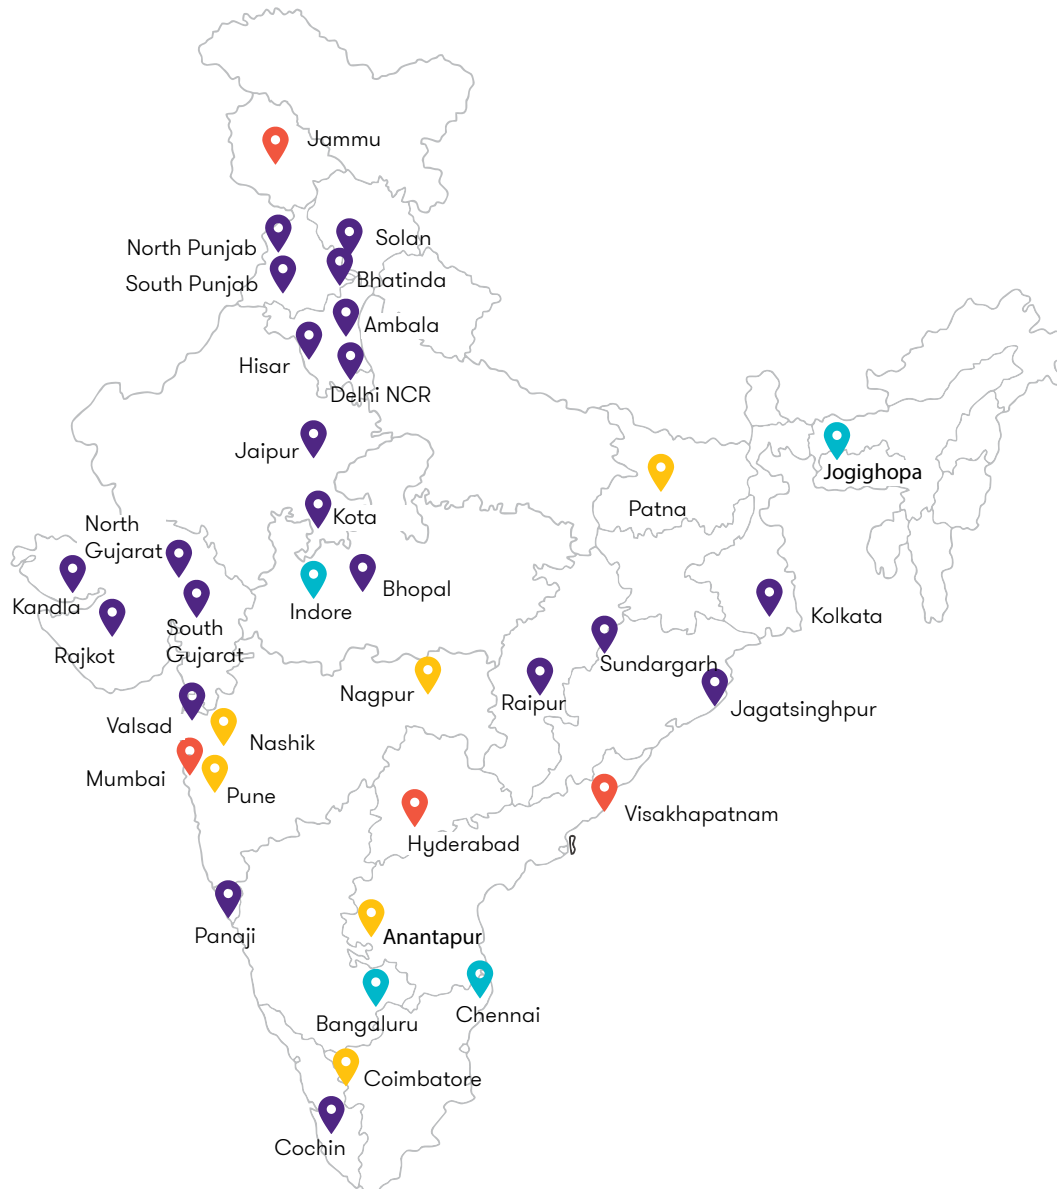 Jammu
North Punjab
Solan
South Punjab
Bhatinda
Ambala
Hisar
Delhi NCR
Jaipur
Jogighopa
Patna
Kota
North
Gujarat
Kandla
Bhopal
Indore
Kolkata
South
Gujarat
Rajkot
Sundargarh
Nagpur
Raipur
Jagatsinghpur
Valsad
Nashik
Mumbai
Pune
Visakhapatnam
Hyderabad
Panaji
Anantapur
Chennai
Bangaluru
Coimbatore
Cochin